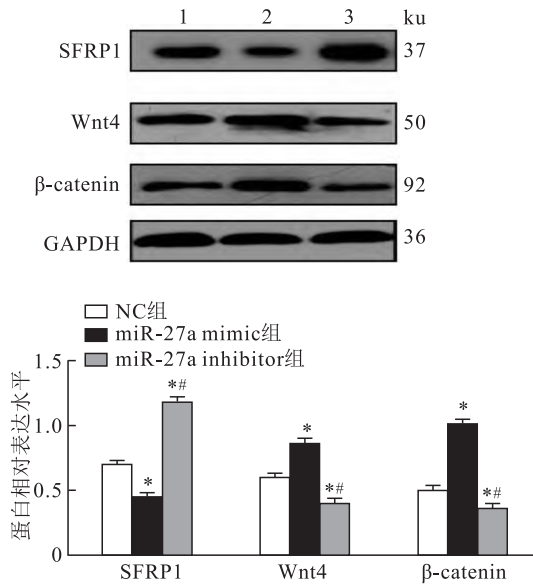 1 2 3 ku
SFRP1 37
Wnt4 50
β-catenin 92
GAPDH 36
NC组
miR-27a mimic组
miR-27a inhibitor组
蛋白相对表达水平
1.5
1.0
0.5
0
* *#
* *#
* *#
SFRP1 Wnt4 β-catenin